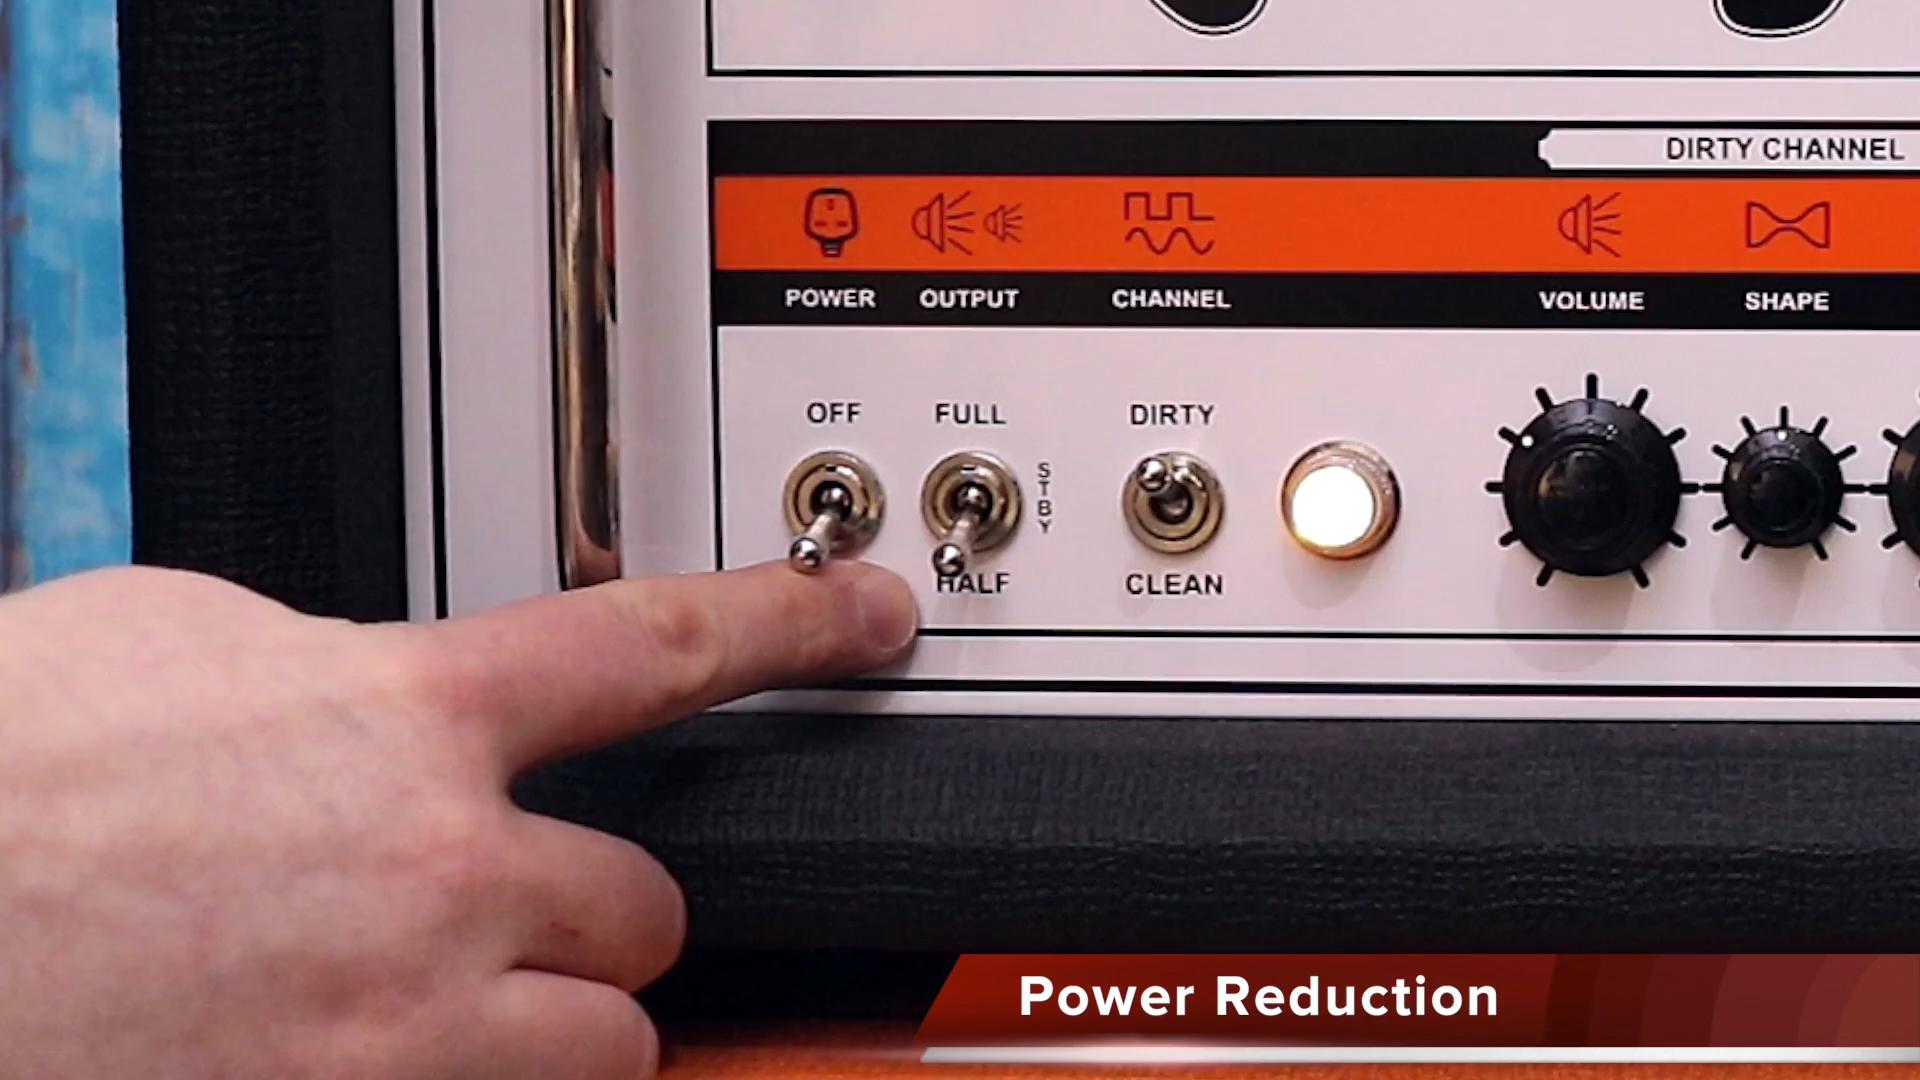 DIRTY CHANNEL
POWER OUTPUT CHANNEL VOLUME SHAPE
OFF FULL DIRTY
STBY
HALF CLEAN
Power Reduction